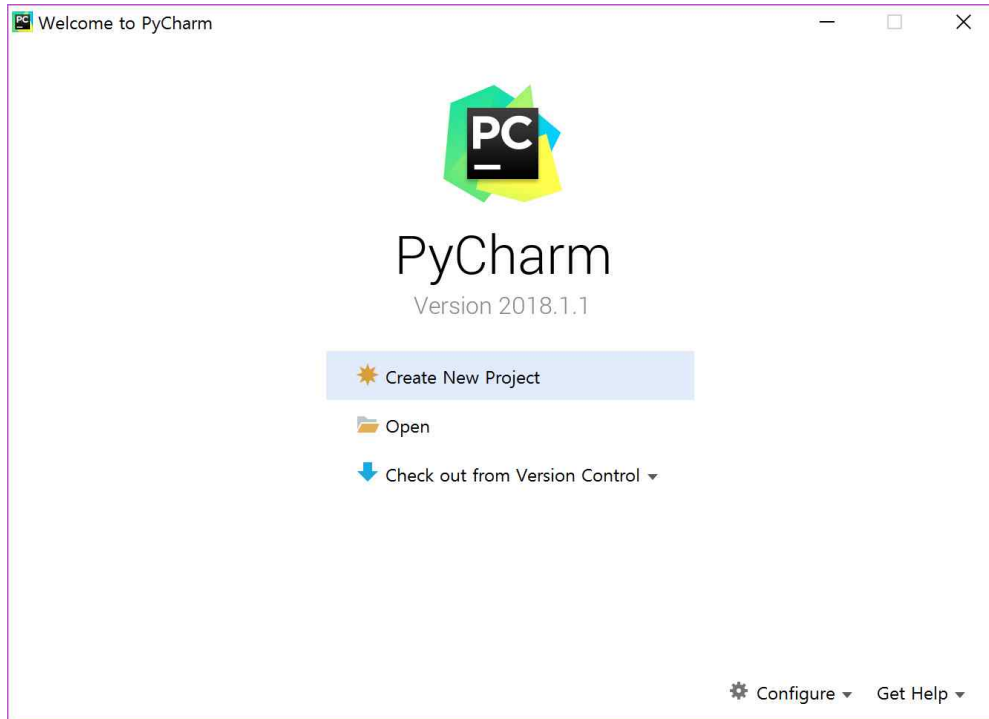 Welcome to PyCharm
PC
PyCharm
Version 2018.1.1
Create New Project
Open
Check out from Version Control
Configure
Get Help